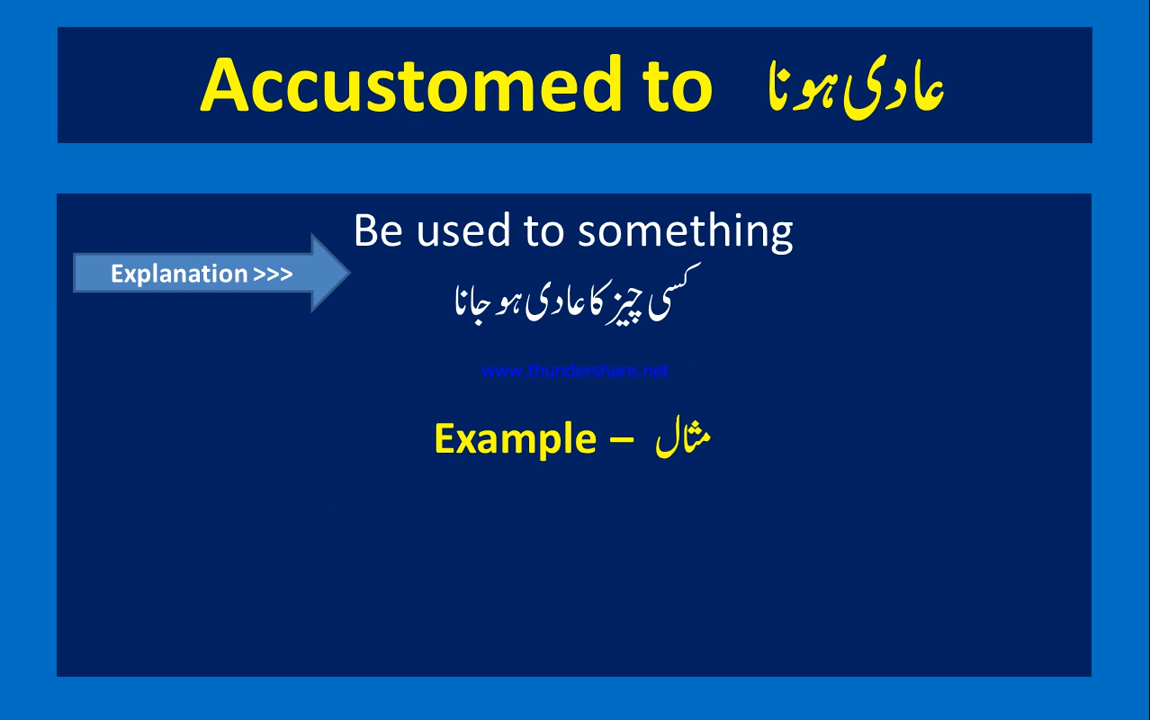 Accustomed to عادی ہونا
Be used to something
Explanation >>>
کسی چیز کا عادی ہو جانا
www.thundershare.net
Example – مثال